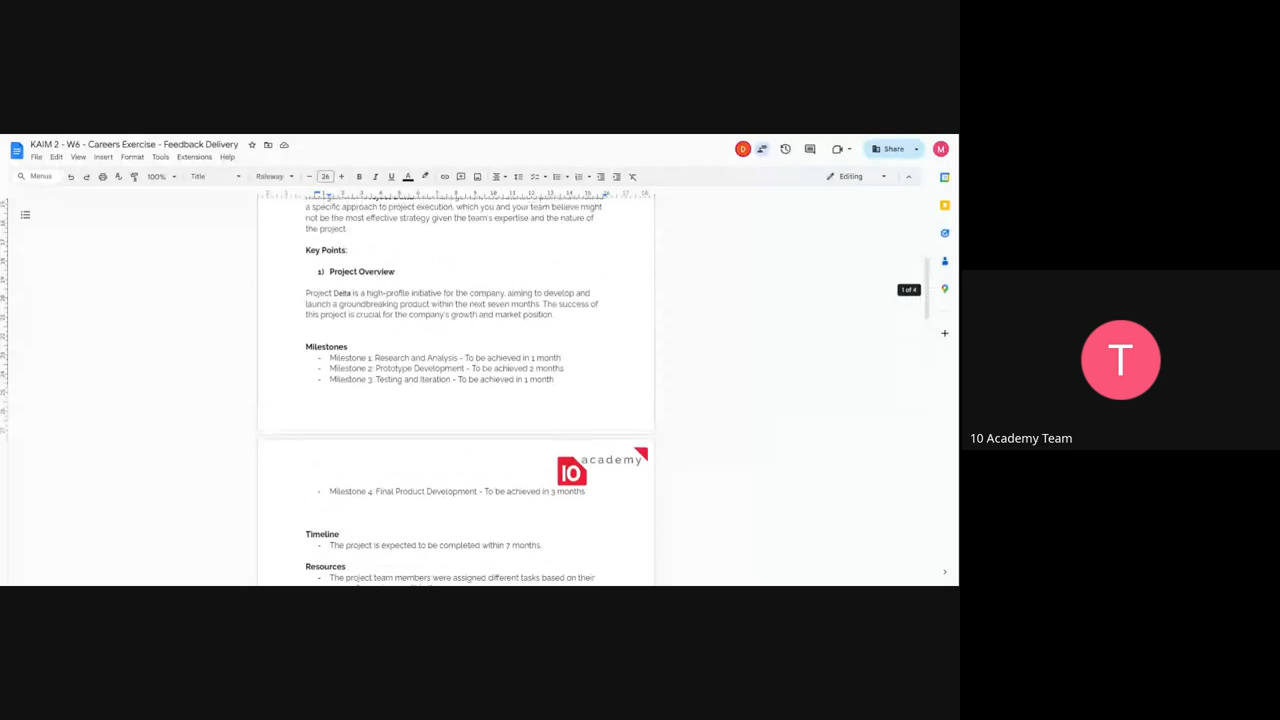 KAIM 2 - W6 - Careers Exercise - Feedback Delivery
File Edit View Insert Format Tools Extensions Help
Share
M
D
Menus
100%
Title
Raleway
26
Editing
a specific approach to project execution, which you and your team believe might
not be the most effective strategy given the team's expertise and the nature of
the project.
Key Points:
1) Project Overview
1 of 4
Project Delta is a high-profile initiative for the company, aiming to develop and
launch a groundbreaking product within the next seven months. The success of
this project is crucial for the company's growth and market position.
Milestones
- Milestone 1: Research and Analysis - To be achieved in 1 month
- Milestone 2: Prototype Development - To be achieved 2 months
- Milestone 3: Testing and Iteration - To be achieved in 1 month
10 academy
- Milestone 4: Final Product Development - To be achieved in 3 months
Timeline
- The project is expected to be completed within 7 months.
Resources
- The project team members were assigned different tasks based on their
T
10 Academy Team